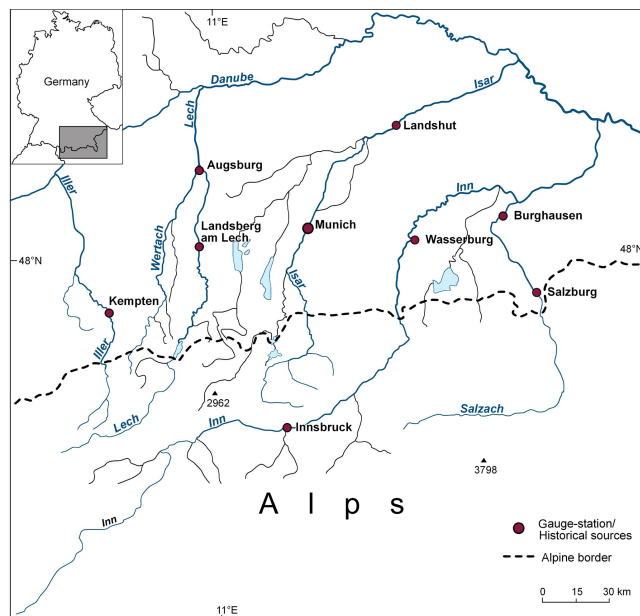 11°E
Germany
Danube
Isar
Lech
Landshut
Augsburg
Iller
Inn
Wertach
Landsberg
am Lech
Munich
Burghausen
Wasserburg
48°N
48°N
Isar
Kempten
Salzburg
Iller
2962
Lech
Inn
Salzach
Innsbruck
3798
Inn
Alps
Gauge-station/
Historical sources
Alpine border
0 15 30 km
11°E